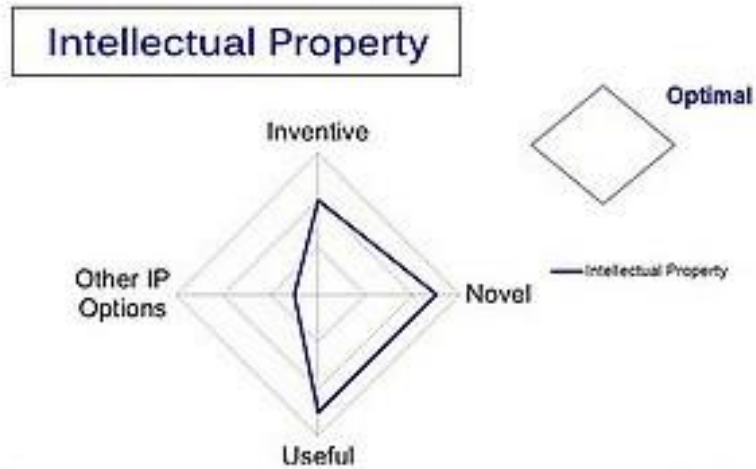 Intellectual Property
Optimal
Inventive
Other IP
Options
Novel
Intellectual Property
Useful